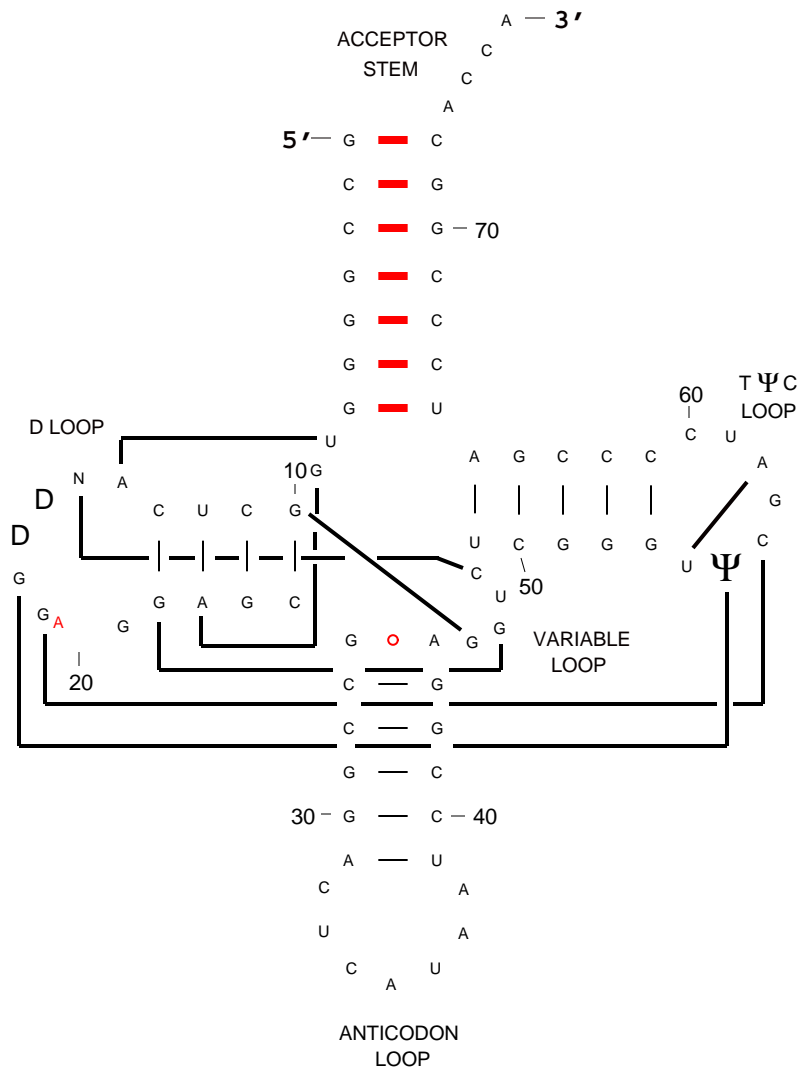 A 3′
ACCEPTOR
STEM
C
C
A
5′ G C
C G
C G 70
G C
G C
G C
G U
T Ψ C
LOOP
60
C U
D LOOP
U
A G C C C A
10 G
N A
D
C U C G
G
D
U C G G G U Ψ C
C 50
G
U
G A G G A G C
G
G A G
VARIABLE
LOOP
20
C G
C G
G C
30 G C 40
A U
C A
U A
C A U
ANTICODON
LOOP